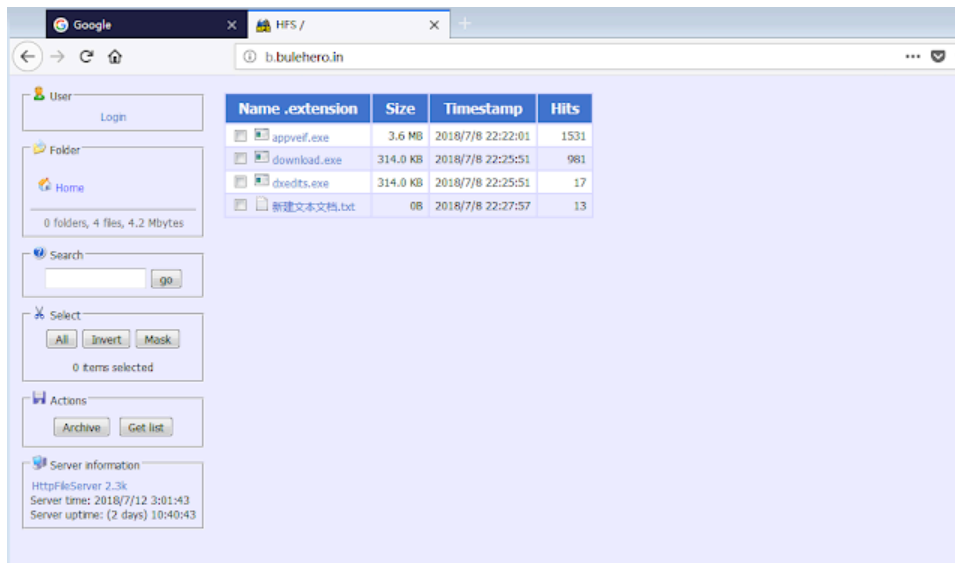 Google
HFS /
b.bulehero.in
User
Login
Folder
Home
0 folders, 4 files, 4.2 Mbytes
Search
go
Select
All Invert Mask
0 items selected
Actions
Archive Get list
Server information
HttpFileServer 2.3k
Server time: 2018/7/12 3:01:43
Server uptime: (2 days) 10:40:43
Name .extension Size Timestamp Hits
appveif.exe 3.6 MB 2018/7/8 22:22:01 1531
download.exe 314.0 KB 2018/7/8 22:25:51 981
dxedits.exe 314.0 KB 2018/7/8 22:25:51 17
新建文本文档.txt 0B 2018/7/8 22:27:57 13